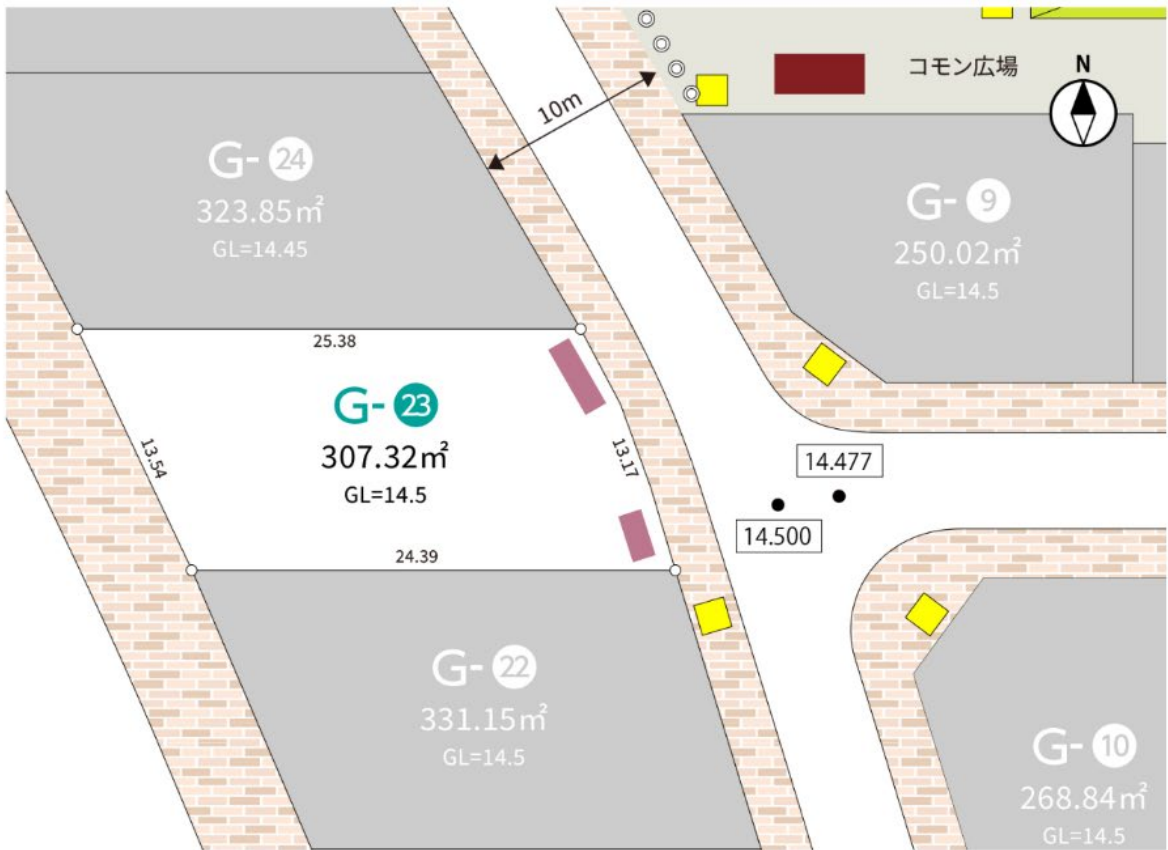 コモン広場
N
10m
G- 24
323.85㎡
GL=14.45
G- 9
250.02㎡
GL=14.5
25.38
G- 23
307.32㎡
GL=14.5
13.54
13.17
24.39
14.477
14.500
G- 22
331.15㎡
GL=14.5
G- 10
268.84㎡
GL=14.5